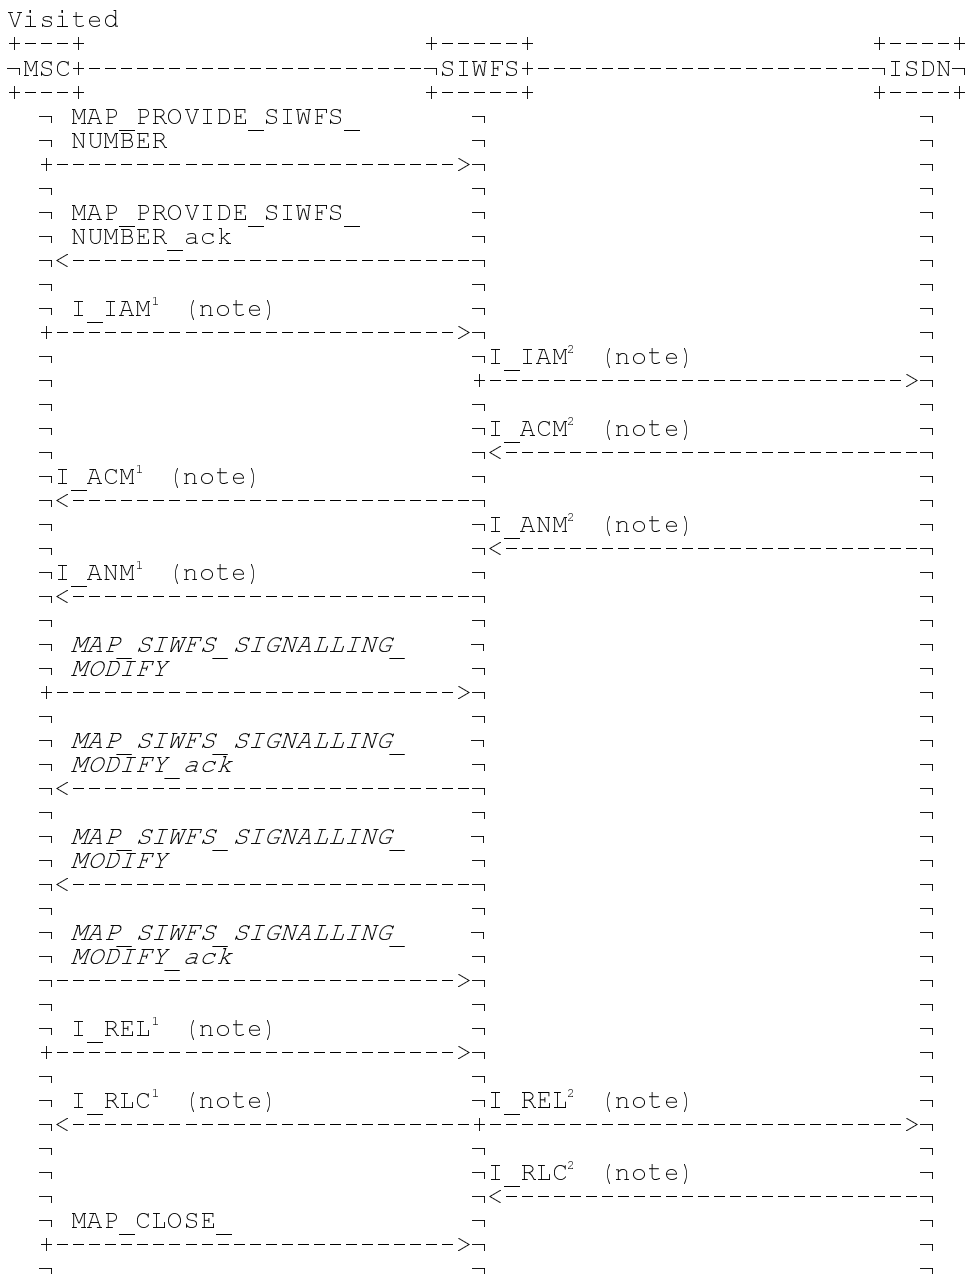 Visited
MSC SIWFS ISDN
MAP_PROVIDE_SIWFS_
NUMBER
MAP_PROVIDE_SIWFS_
NUMBER_ack
I_IAM¹ (note)
I_IAM² (note)
I_ACM² (note)
I_ACM¹ (note)
I_ANM² (note)
I_ANM¹ (note)
MAP_SIWFS_SIGNALLING_
MODIFY
MAP_SIWFS_SIGNALLING_
MODIFY_ack
MAP_SIWFS_SIGNALLING_
MODIFY
MAP_SIWFS_SIGNALLING_
MODIFY_ack
I_REL¹ (note)
I_RLC¹ (note) I_REL² (note)
I_RLC² (note)
MAP_CLOSE_